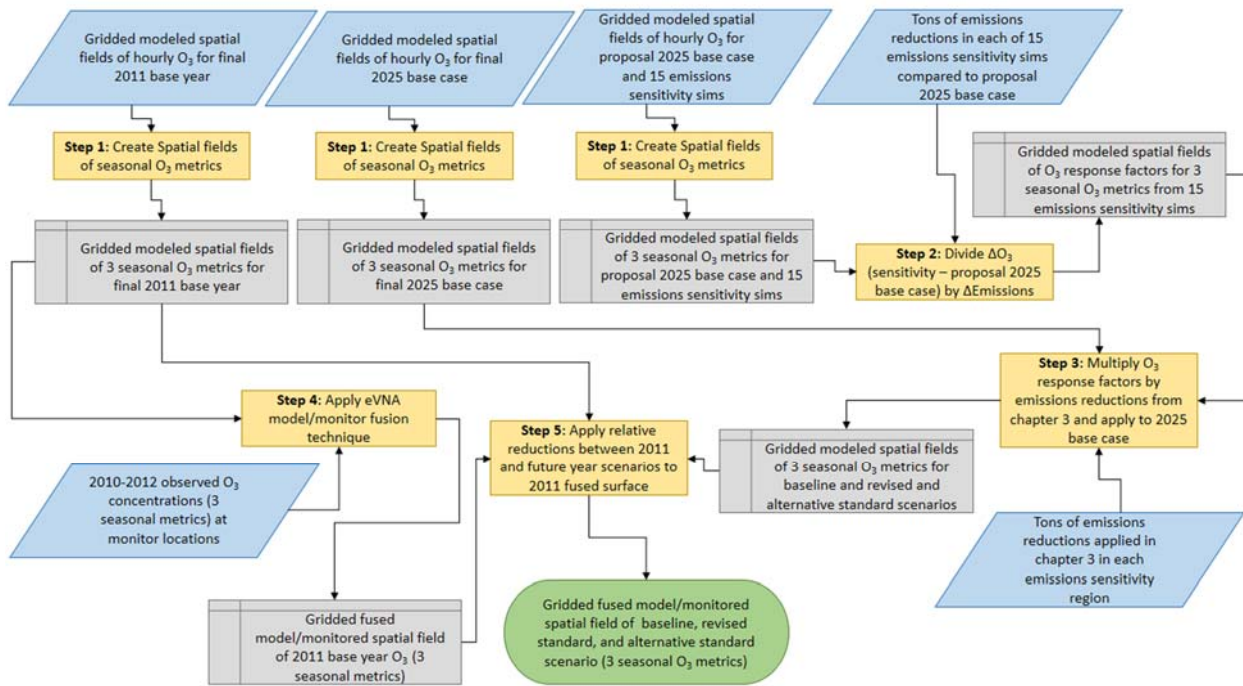 Gridded modeled spatial
fields of hourly O₃ for final
2011 base year
Gridded modeled spatial
fields of hourly O₃ for final
2025 base case
Gridded modeled spatial
fields of hourly O₃ for
proposal 2025 base case
and 15 emissions
sensitivity sims
Tons of emissions
reductions in each of 15
emissions sensitivity sims
compared to proposal
2025 base case
Step 1: Create Spatial fields
of seasonal O₃ metrics
Step 1: Create Spatial fields
of seasonal O₃ metrics
Step 1: Create Spatial fields
of seasonal O₃ metrics
Gridded modeled spatial fields
of O₃ response factors for 3
seasonal O₃ metrics from 15
emissions sensitivity sims
Gridded modeled spatial fields
of 3 seasonal O₃ metrics for
final 2011 base year
Gridded modeled spatial fields
of 3 seasonal O₃ metrics for
final 2025 base case
Gridded modeled spatial fields of
3 seasonal O₃ metrics for
proposal 2025 base case and 15
emissions sensitivity sims
Step 2: Divide ΔO₃
(sensitivity – proposal 2025
base case) by ΔEmissions
Step 3: Multiply O₃
response factors by
emissions reductions from
chapter 3 and apply to 2025
base case
Step 4: Apply eVNA
model/monitor fusion
technique
Step 5: Apply relative
reductions between 2011
and future year scenarios to
2011 fused surface
Gridded modeled spatial fields
of 3 seasonal O₃ metrics for
baseline and revised and
alternative standard scenarios
2010-2012 observed O₃
concentrations (3
seasonal metrics) at
monitor locations
Tons of emissions
reductions applied in
chapter 3 in each
emissions sensitivity
region
Gridded fused
model/monitored spatial field
of 2011 base year O₃ (3
seasonal metrics)
Gridded fused model/monitored
spatial field of baseline, revised
standard, and alternative standard
scenario (3 seasonal O₃ metrics)